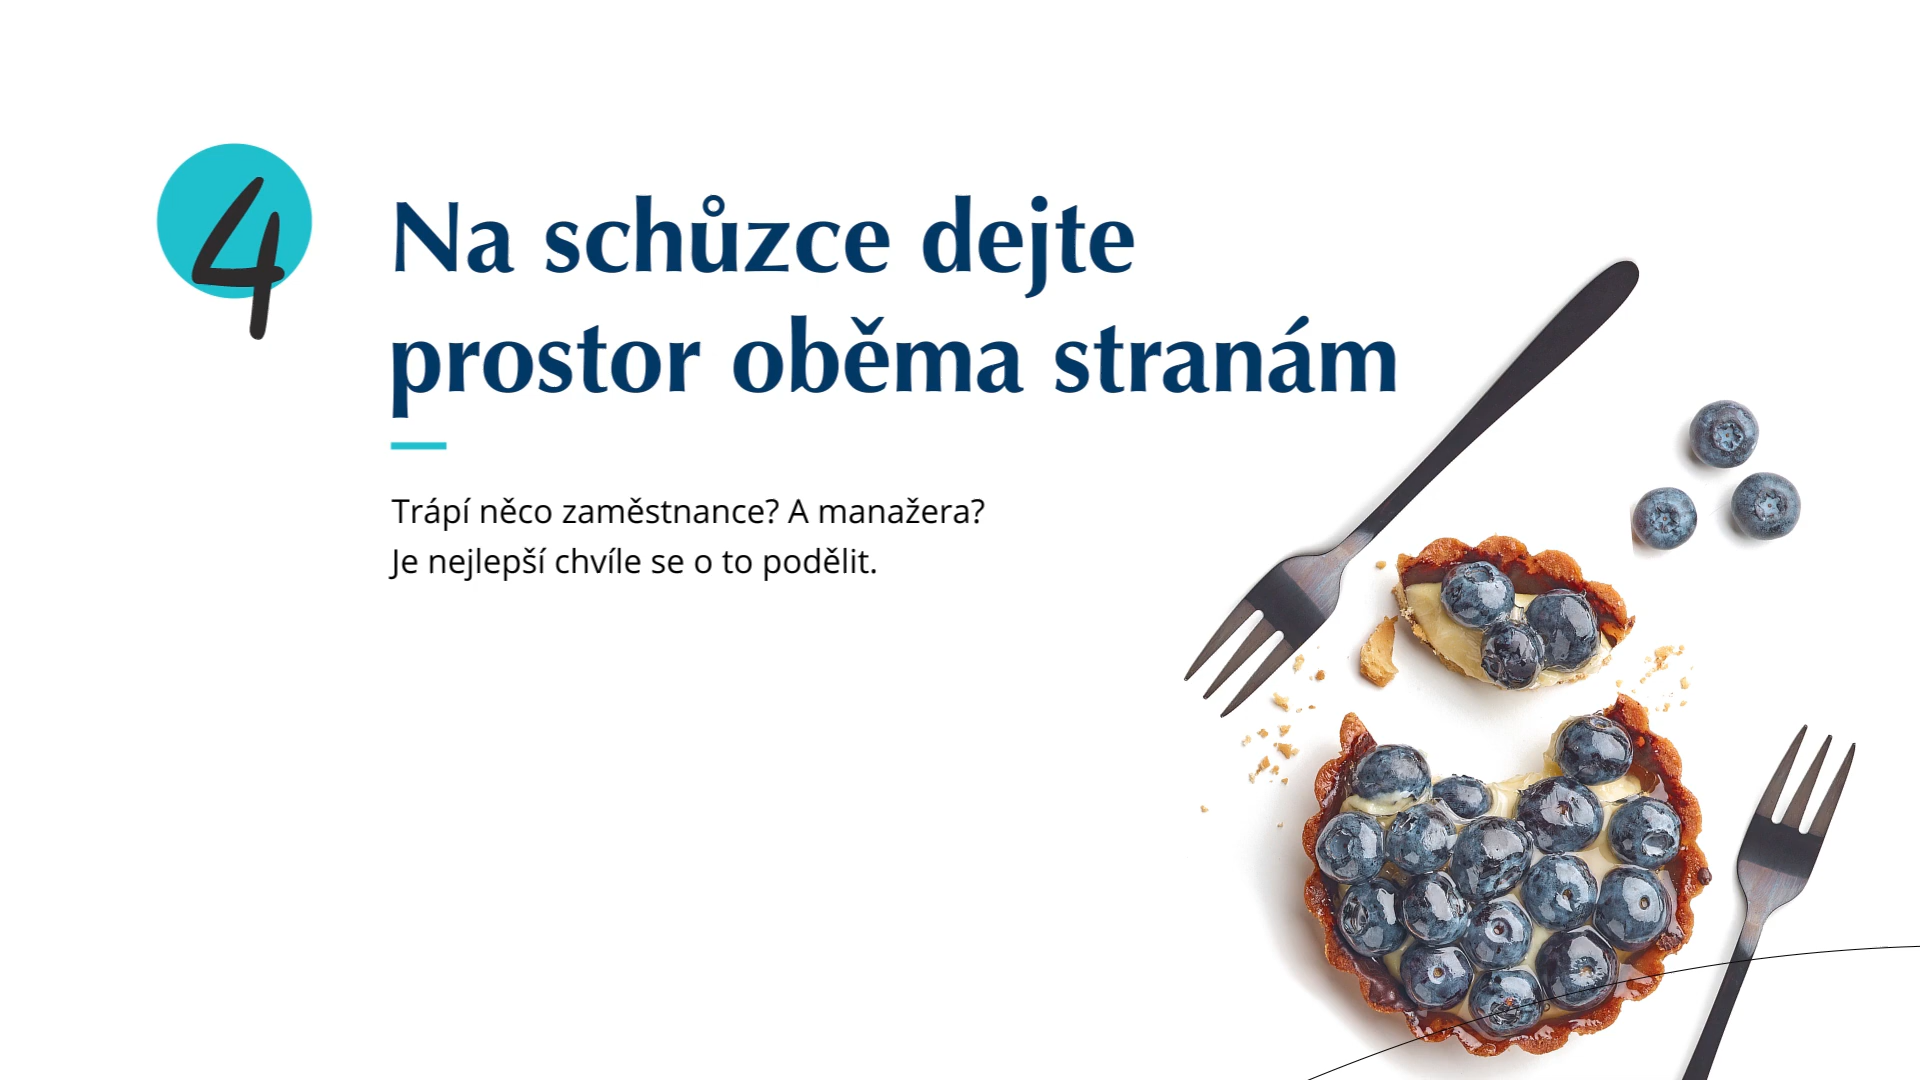 4
Na schůzce dejte
prostor oběma stranám
Trápí něco zaměstnance? A manažera?
Je nejlepší chvíle se o to podělit.